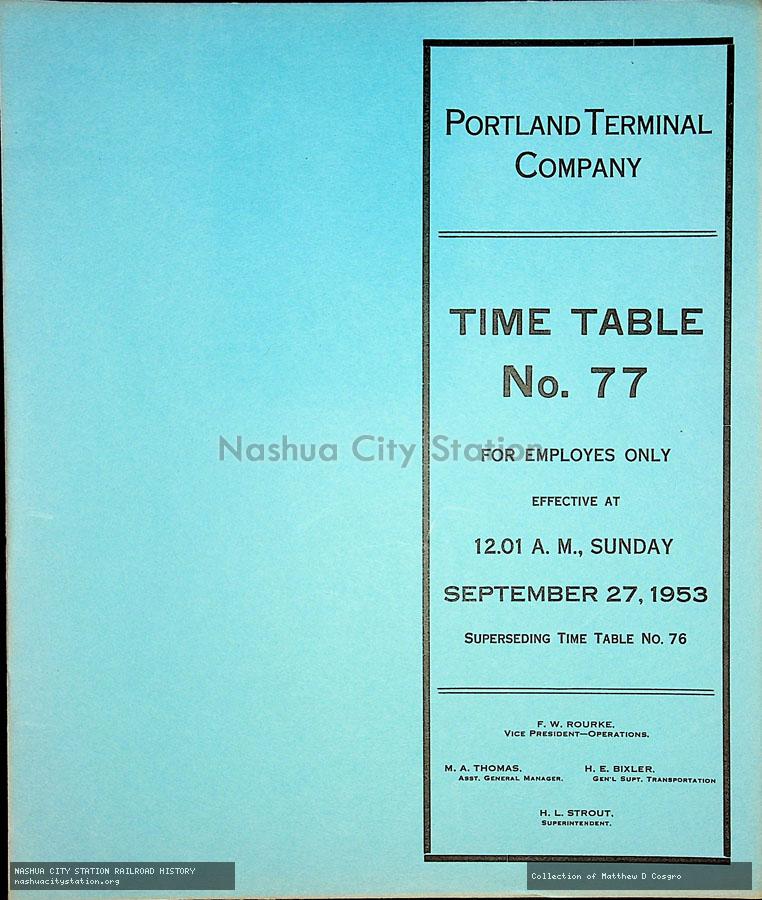 PORTLAND TERMINAL
COMPANY
TIME TABLE
No. 77
Nashua City Station
FOR EMPLOYES ONLY
EFFECTIVE AT
12.01 A. M., SUNDAY
SEPTEMBER 27, 1953
SUPERSEDING TIME TABLE NO. 76
F. W. ROURKE,
VICE PRESIDENT—OPERATIONS.
M. A. THOMAS,
ASST. GENERAL MANAGER.
H. E. BIXLER,
GEN'L SUPT. TRANSPORTATION
H. L. STROUT,
SUPERINTENDENT.
NASHUA CITY STATION RAILROAD HISTORY
nashuacitystation.org
Collection of Matthew D Cosgro